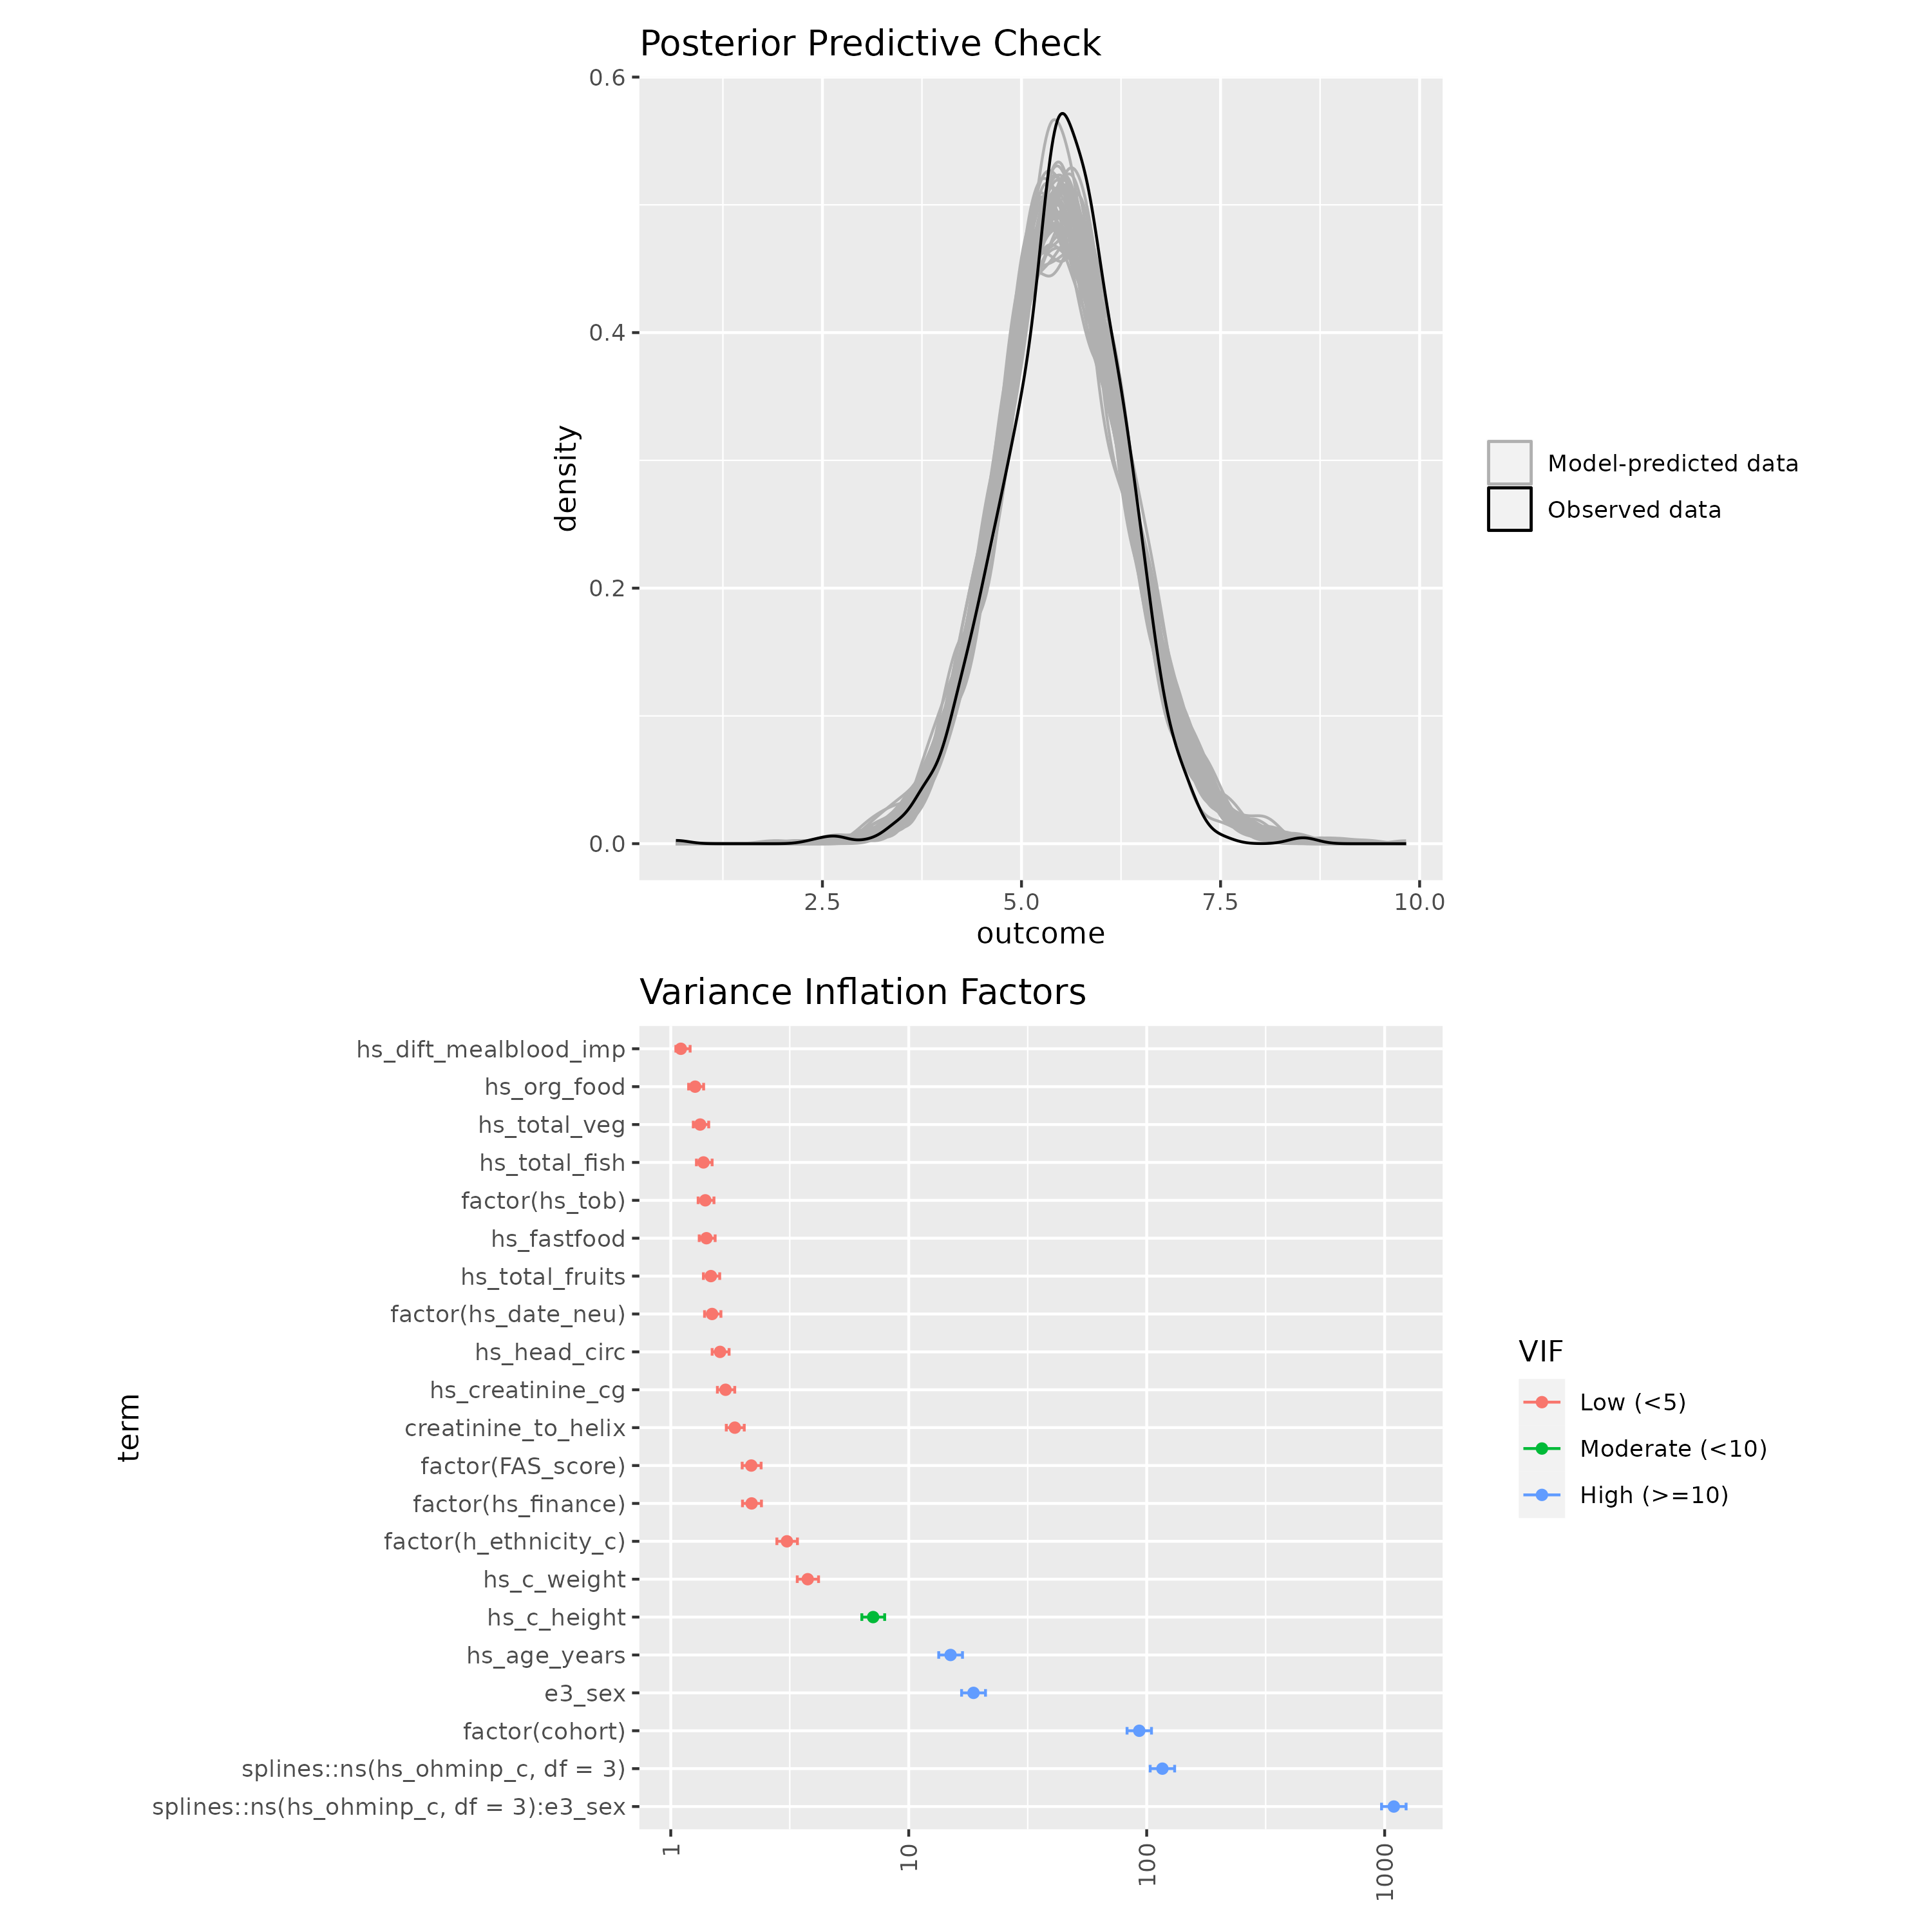 Posterior Predictive Check
0.6
0.4
0.2
0.0
density
2.5 5.0 7.5 10.0
outcome
Model-predicted data
Observed data
Variance Inflation Factors
term
hs_dift_mealblood_imp
hs_org_food
hs_total_veg
hs_total_fish
factor(hs_tob)
hs_fastfood
hs_total_fruits
factor(hs_date_neu)
hs_head_circ
hs_creatinine_cg
creatinine_to_helix
factor(FAS_score)
factor(hs_finance)
factor(h_ethnicity_c)
hs_c_weight
hs_c_height
hs_age_years
e3_sex
factor(cohort)
splines::ns(hs_ohminp_c, df = 3)
splines::ns(hs_ohminp_c, df = 3):e3_sex
1 10 100 1000
VIF
Low (<5)
Moderate (<10)
High (>=10)